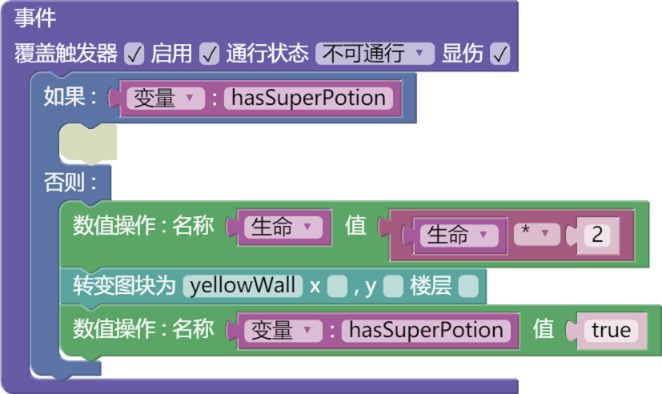 事件
覆盖触发器 ✓ 启用 ✓ 通行状态 不可通行 ▾ 显伤 ✓
如果 : 变量 ▾ : hasSuperPotion
否则 :
数值操作 : 名称 生命 ▾ 值 生命 ▾ * ▾ 2
转变图块为 yellowWall x , y 楼层
数值操作 : 名称 变量 ▾ : hasSuperPotion 值 true